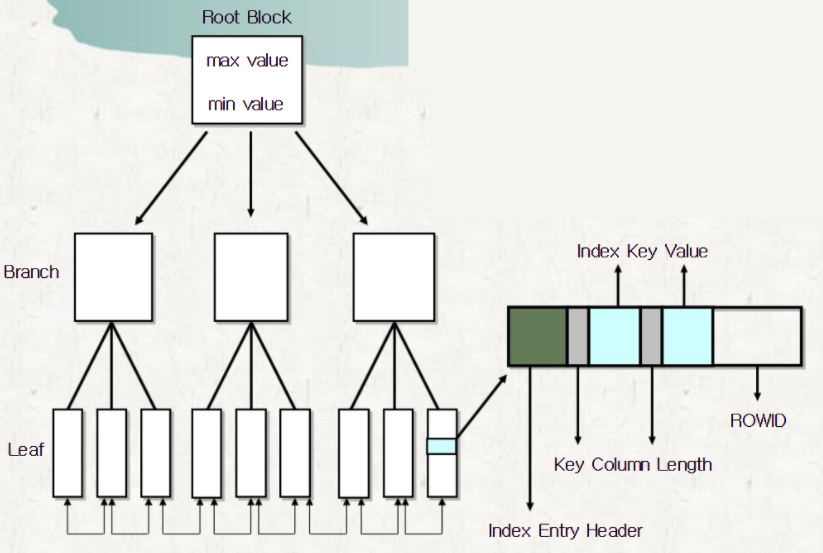 Root Block
max value
min value
Branch
Index Key Value
Leaf
ROWID
Key Column Length
Index Entry Header